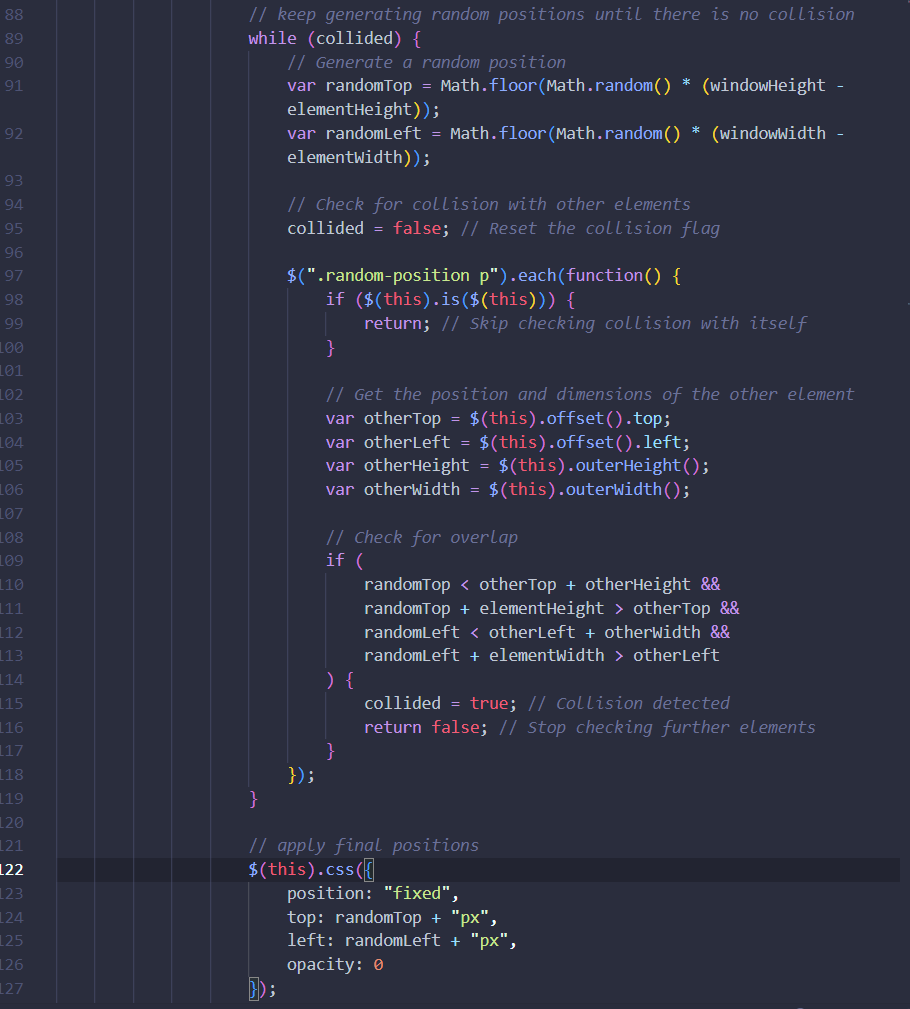 88 // keep generating random positions until there is no collision
89 while (collided) {
90 // Generate a random position
91 var randomTop = Math.floor(Math.random() * (windowHeight -
elementHeight));
92 var randomLeft = Math.floor(Math.random() * (windowWidth -
elementWidth));
93
94 // Check for collision with other elements
95 collided = false; // Reset the collision flag
96
97 $(".random-position p").each(function() {
98 if ($(this).is($(this))) {
99 return; // Skip checking collision with itself
100 }
101
102 // Get the position and dimensions of the other element
103 var otherTop = $(this).offset().top;
104 var otherLeft = $(this).offset().left;
105 var otherHeight = $(this).outerHeight();
106 var otherWidth = $(this).outerWidth();
107
108 // Check for overlap
109 if (
110 randomTop < otherTop + otherHeight &&
111 randomTop + elementHeight > otherTop &&
112 randomLeft < otherLeft + otherWidth &&
113 randomLeft + elementWidth > otherLeft
114 ) {
115 collided = true; // Collision detected
116 return false; // Stop checking further elements
117 }
118 });
119 }
120
121 // apply final positions
122 $(this).css({
123 position: "fixed",
124 top: randomTop + "px",
125 left: randomLeft + "px",
126 opacity: 0
127 });